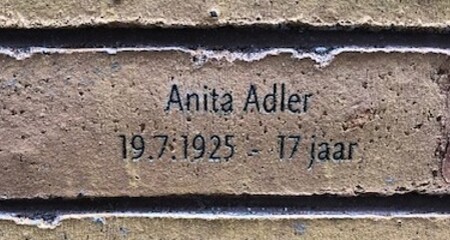 Anita Adler
19.7.1925 - 17 jaar